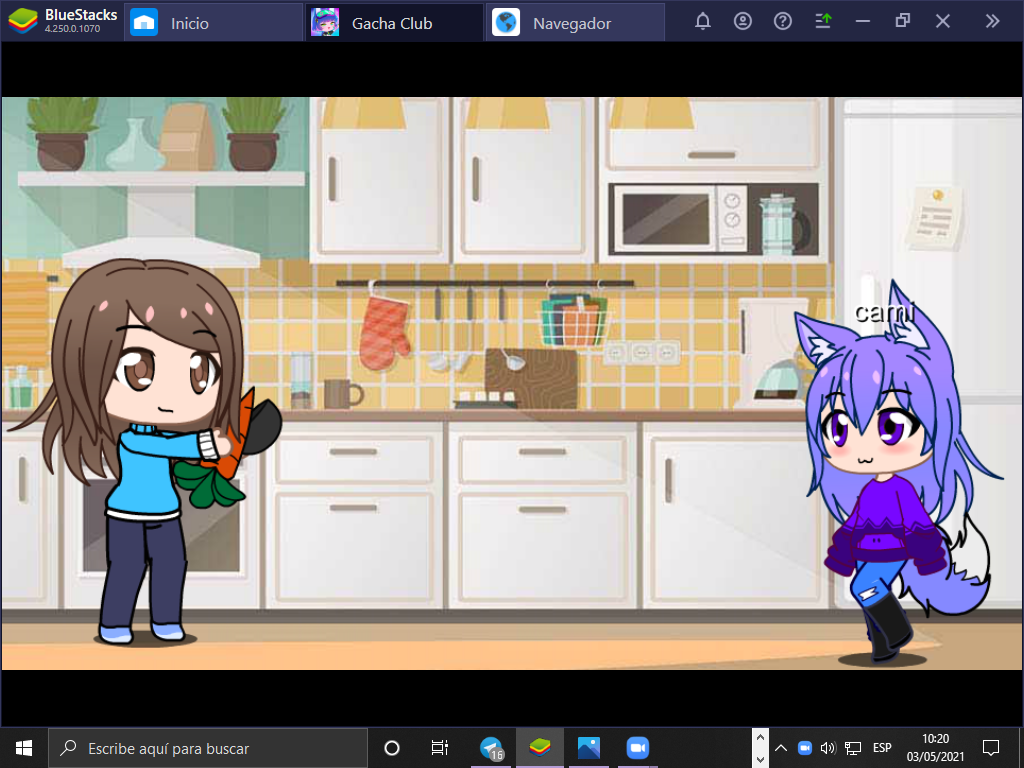 BlueStacks
4.250.0.1070
Inicio
Gacha Club
Navegador
cami
Escribe aquí para buscar
16
ESP
10:20
03/05/2021